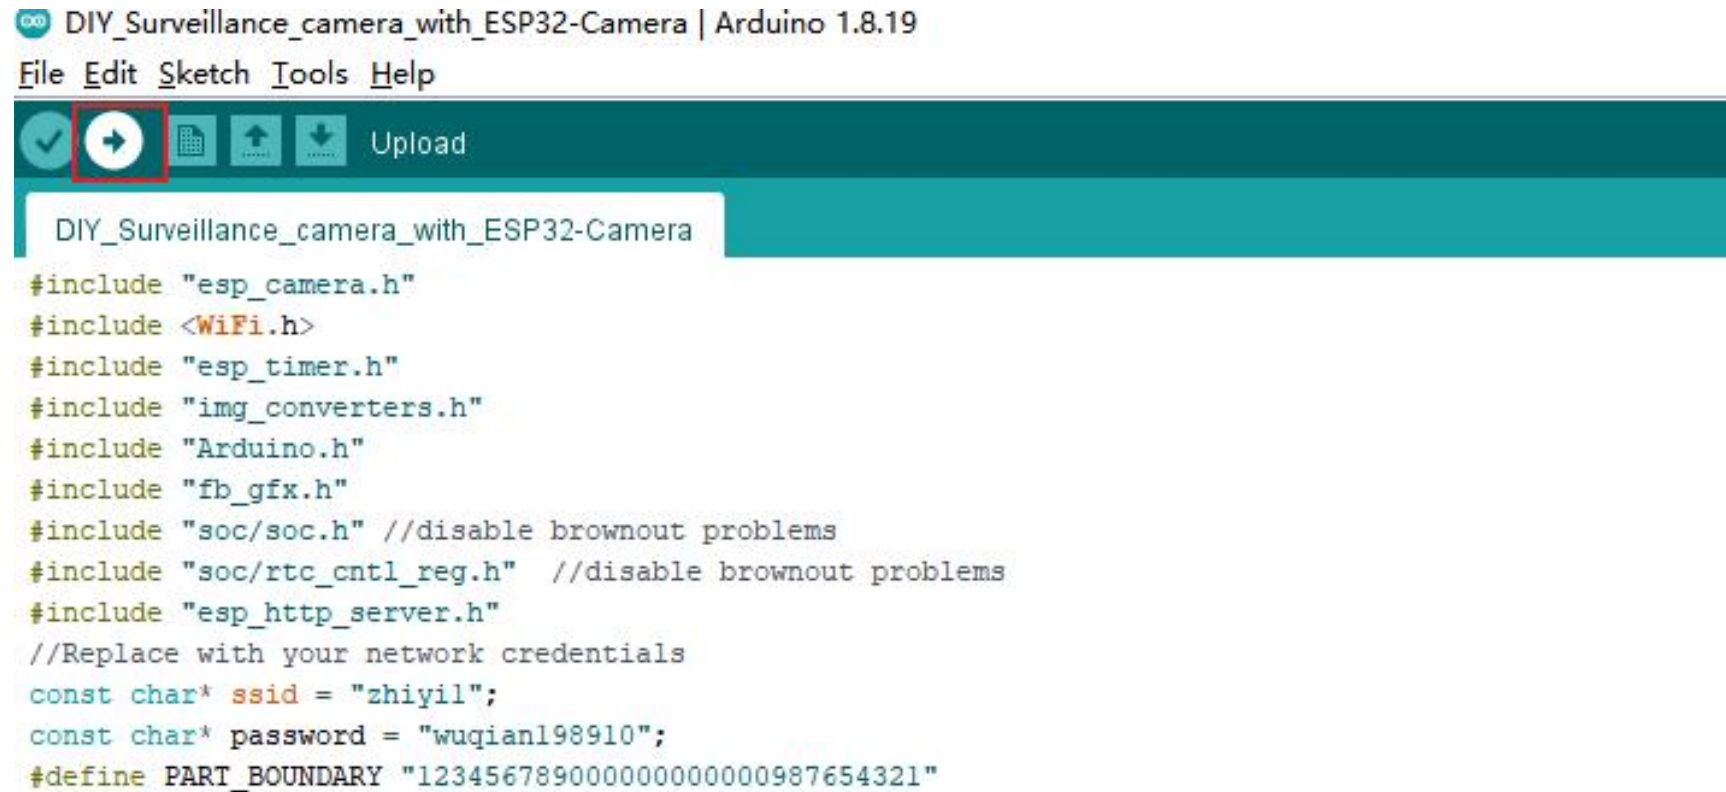 DIY_Surveillance_camera_with_ESP32-Camera | Arduino 1.8.19
File Edit Sketch Tools Help
Upload
DIY_Surveillance_camera_with_ESP32-Camera
#include "esp_camera.h"
#include <WiFi.h>
#include "esp_timer.h"
#include "img_converters.h"
#include "Arduino.h"
#include "fb_gfx.h"
#include "soc/soc.h" //disable brownout problems
#include "soc/rtc_cntl_reg.h"  //disable brownout problems
#include "esp_http_server.h"
//Replace with your network credentials
const char* ssid = "zhiyi1";
const char* password = "wuqian198910";
#define PART_BOUNDARY "123456789000000000000987654321"